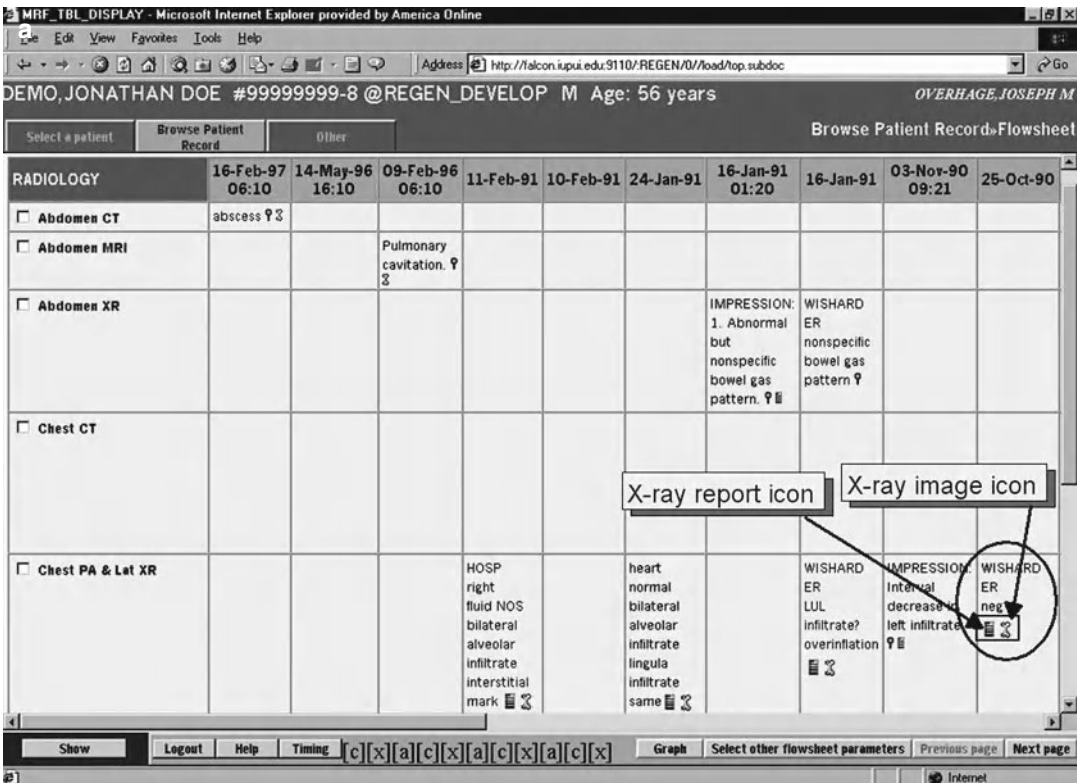 MRF_TBL_DISPLAY - Microsoft Internet Explorer provided by America Online
a
Edit View Favorites Tools Help
Address http://falcon.iupui.edu:9110/:REGEN/0//load/top.subdoc Go
DEMO,JONATHAN DOE #99999999-8 @REGEN_DEVELOP M Age: 56 years OVERHAGE,JOSEPH M
Select a patient
Browse Patient
Record
Other
Browse Patient Record»Flowsheet
RADIOLOGY
16-Feb-97
06:10
14-May-96
16:10
09-Feb-96
06:10
11-Feb-91
10-Feb-91
24-Jan-91
16-Jan-91
01:20
16-Jan-91
03-Nov-90
09:21
25-Oct-90
Abdomen CT
abscess
Abdomen MRI
Pulmonary
cavitation.
Abdomen XR
IMPRESSION:
1. Abnormal
but
nonspecific
bowel gas
pattern.
WISHARD
ER
nonspecific
bowel gas
pattern
Chest CT
X-ray report icon
X-ray image icon
Chest PA & Lat XR
HOSP
right
fluid NOS
bilateral
alveolar
infiltrate
interstitial
mark
heart
normal
bilateral
alveolar
infiltrate
lingula
infiltrate
same
WISHARD
ER
LUL
infiltrate?
overinflation
IMPRESSION:
Interval
decrease in
left infiltrate
WISHARD
ER
neg
Show Logout Help Timing [c][x][a][c][x][a][c][x][a][c][x] Graph Select other flowsheet parameters Previous page Next page
Internet